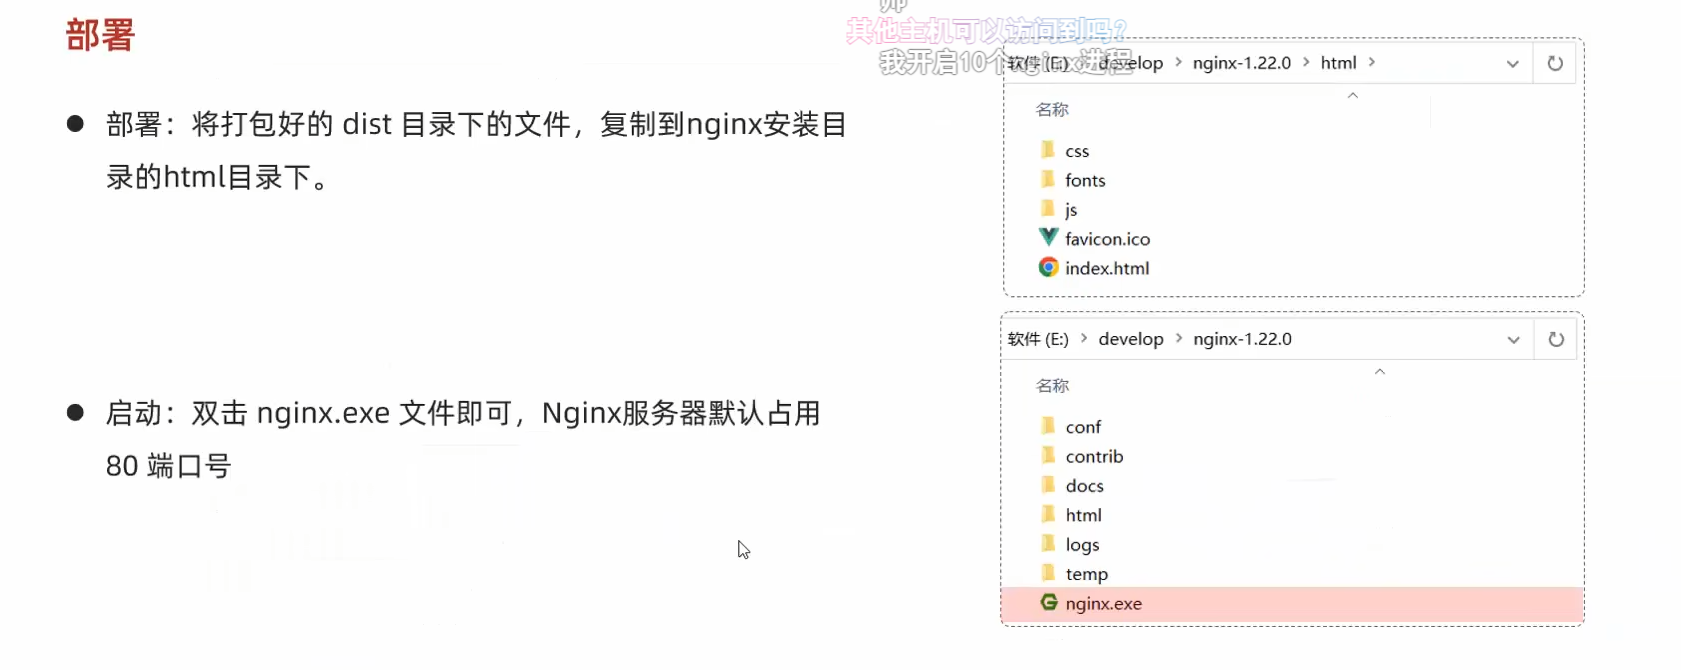 部署
师
其他主机可以访问到吗?
我开启10个nginx进程
● 部署：将打包好的 dist 目录下的文件，复制到nginx安装目
录的html目录下。
● 启动：双击 nginx.exe 文件即可，Nginx服务器默认占用
80 端口号
软件 (E:) > develop > nginx-1.22.0 > html >
名称
css
fonts
js
favicon.ico
index.html
软件 (E:) > develop > nginx-1.22.0
名称
conf
contrib
docs
html
logs
temp
nginx.exe